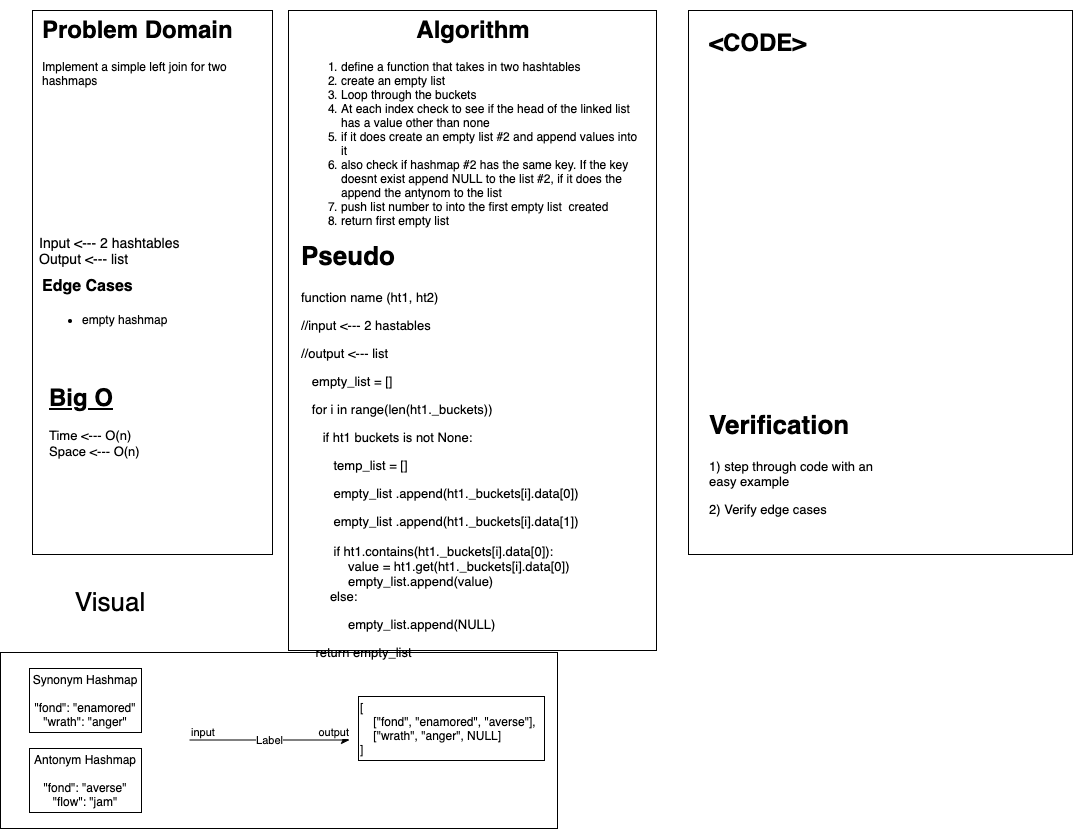 Problem Domain
Implement a simple left join for two
hashmaps
Input <--- 2 hashtables
Output <--- list
Edge Cases
• empty hashmap
Big O
Time <--- O(n)
Space <--- O(n)
Algorithm
1. define a function that takes in two hashtables
2. create an empty list
3. Loop through the buckets
4. At each index check to see if the head of the linked list
has a value other than none
5. if it does create an empty list #2 and append values into
it
6. also check if hashmap #2 has the same key. If the key
doesnt exist append NULL to the list #2, if it does the
append the antynom to the list
7. push list number to into the first empty list  created
8. return first empty list
Pseudo
function name (ht1, ht2)
//input <--- 2 hastables
//output <--- list
empty_list = []
for i in range(len(ht1._buckets))
if ht1 buckets is not None:
temp_list = []
empty_list .append(ht1._buckets[i].data[0])
empty_list .append(ht1._buckets[i].data[1])
if ht1.contains(ht1._buckets[i].data[0]):
value = ht1.get(ht1._buckets[i].data[0])
empty_list.append(value)
else:
empty_list.append(NULL)
return empty_list
<CODE>
Verification
1) step through code with an
easy example
2) Verify edge cases
Visual
Synonym Hashmap
"fond": "enamored"
"wrath": "anger"
Antonym Hashmap
"fond": "averse"
"flow": "jam"
input
Label
output
[
["fond", "enamored", "averse"],
["wrath", "anger", NULL]
]